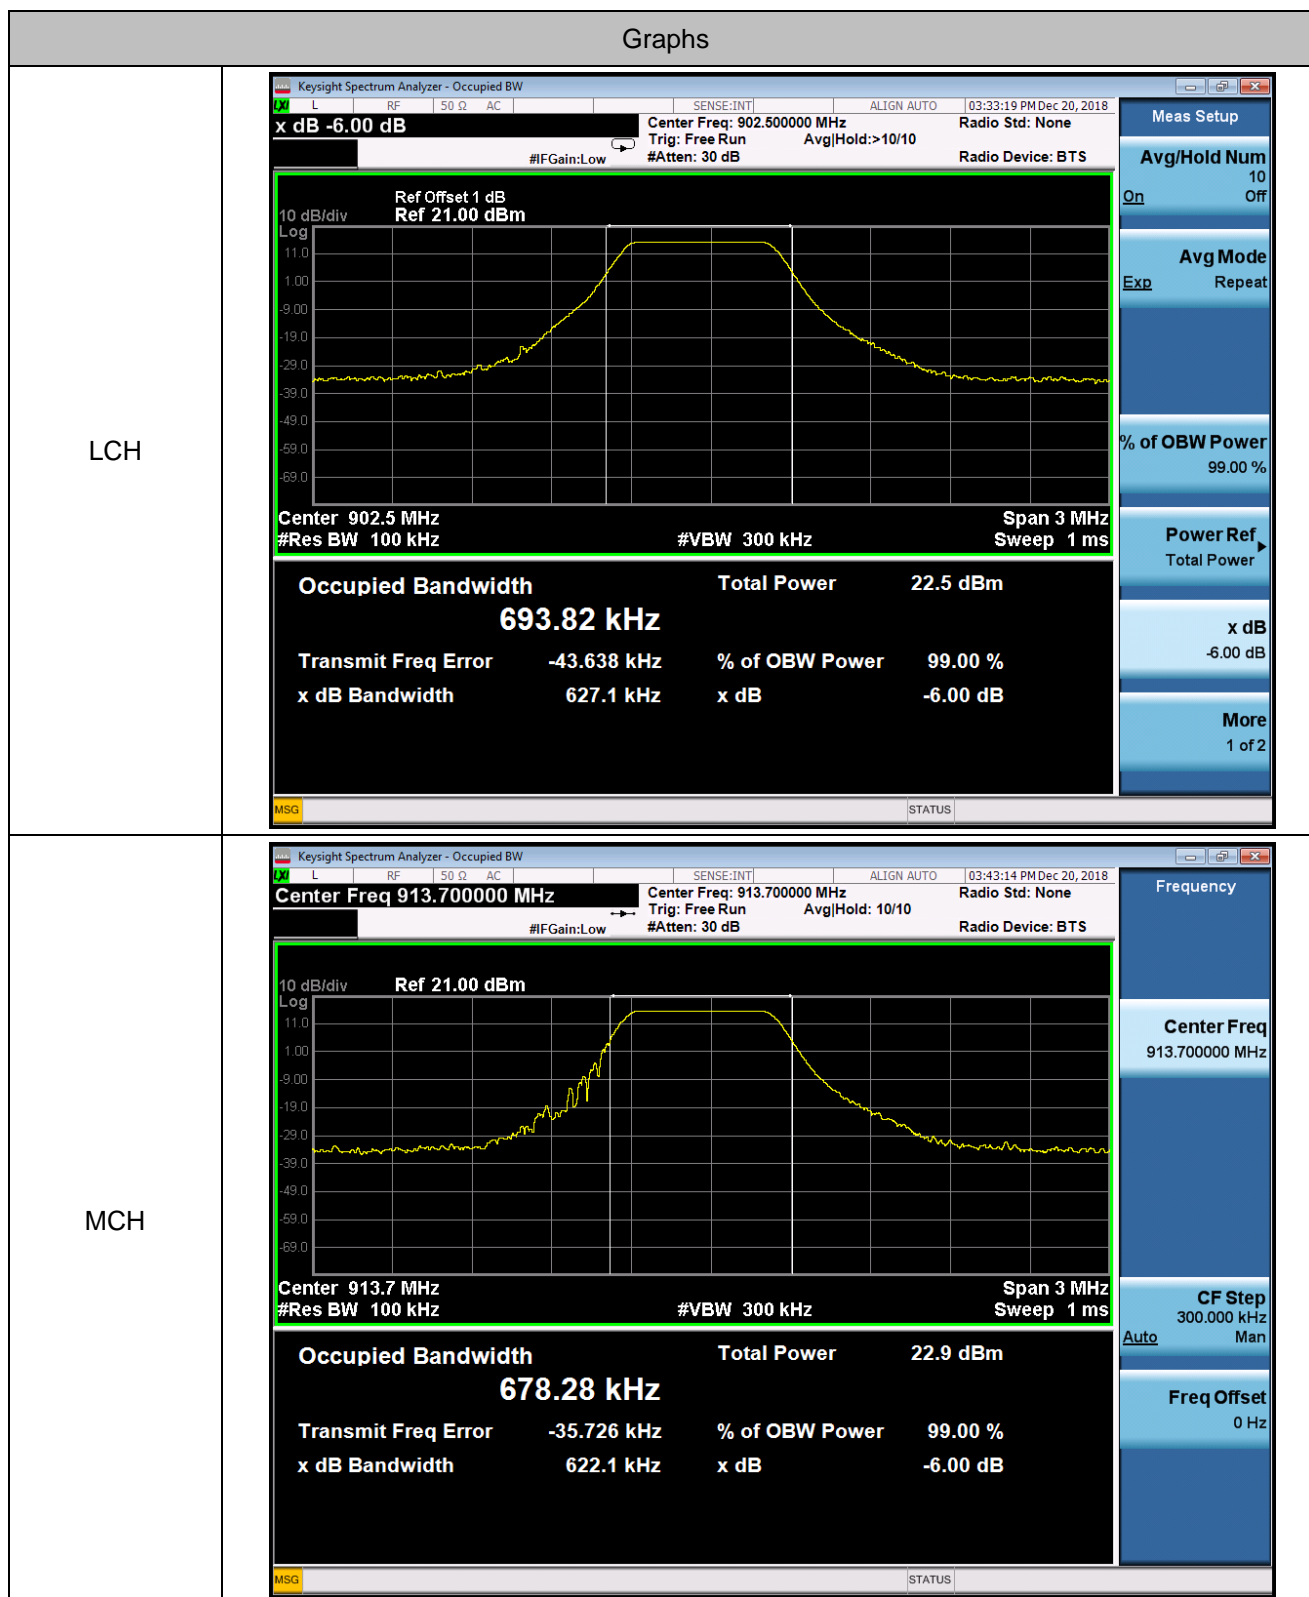 Graphs
LCH
Keysight Spectrum Analyzer - Occupied BW
LXI L RF 50 Ω AC SENSE:INT ALIGN AUTO 03:33:19 PM Dec 20, 2018
x dB -6.00 dB
Center Freq: 902.500000 MHz Radio Std: None
Trig: Free Run Avg|Hold:>10/10
#IFGain:Low #Atten: 30 dB Radio Device: BTS
Ref Offset 1 dB
10 dB/div Ref 21.00 dBm
Log
11.0
1.00
-9.00
-19.0
-29.0
-39.0
-49.0
-59.0
-69.0
Center 902.5 MHz Span 3 MHz
#Res BW 100 kHz #VBW 300 kHz Sweep 1 ms
Occupied Bandwidth Total Power 22.5 dBm
693.82 kHz
Transmit Freq Error -43.638 kHz % of OBW Power 99.00 %
x dB Bandwidth 627.1 kHz x dB -6.00 dB
MSG STATUS
Meas Setup
Avg/Hold Num
10
On Off
Avg Mode
Exp Repeat
% of OBW Power
99.00 %
Power Ref
Total Power
x dB
-6.00 dB
More
1 of 2
MCH
Keysight Spectrum Analyzer - Occupied BW
LXI L RF 50 Ω AC SENSE:INT ALIGN AUTO 03:43:14 PM Dec 20, 2018
Center Freq 913.700000 MHz
Center Freq: 913.700000 MHz Radio Std: None
Trig: Free Run Avg|Hold: 10/10
#IFGain:Low #Atten: 30 dB Radio Device: BTS
10 dB/div Ref 21.00 dBm
Log
11.0
1.00
-9.00
-19.0
-29.0
-39.0
-49.0
-59.0
-69.0
Center 913.7 MHz Span 3 MHz
#Res BW 100 kHz #VBW 300 kHz Sweep 1 ms
Occupied Bandwidth Total Power 22.9 dBm
678.28 kHz
Transmit Freq Error -35.726 kHz % of OBW Power 99.00 %
x dB Bandwidth 622.1 kHz x dB -6.00 dB
MSG STATUS
Frequency
Center Freq
913.700000 MHz
CF Step
300.000 kHz
Auto Man
Freq Offset
0 Hz